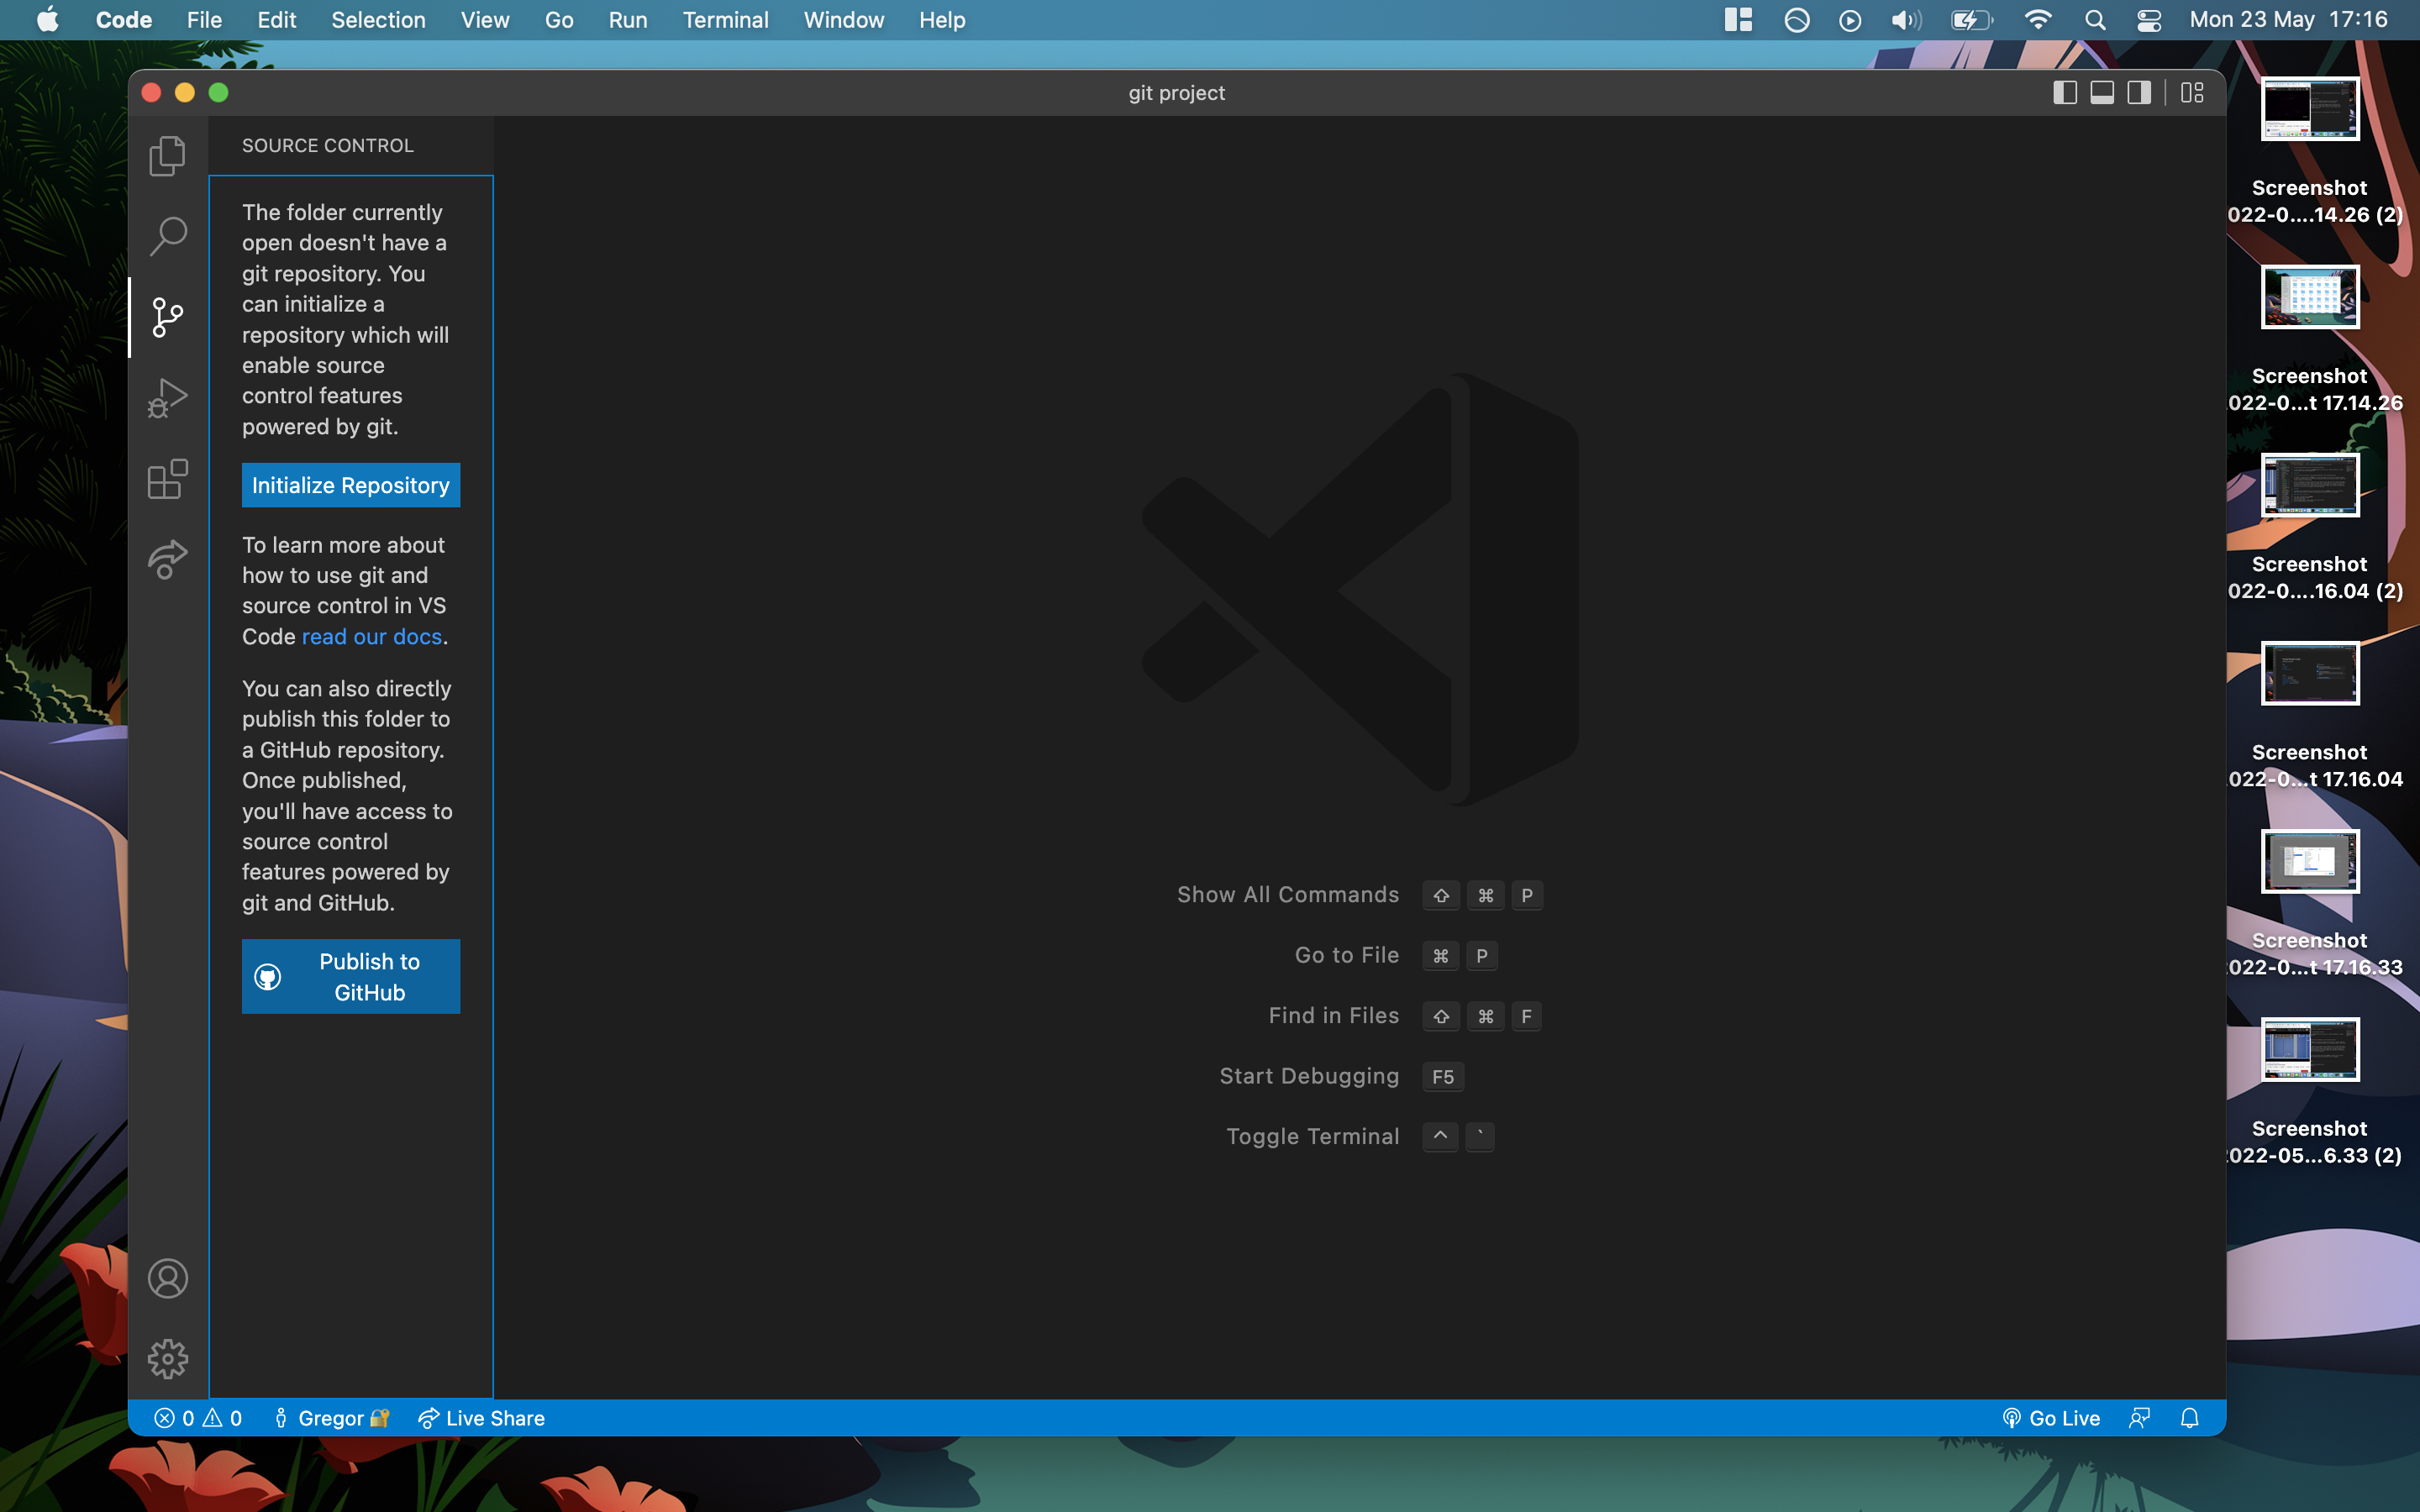 Code File Edit Selection View Go Run Terminal Window Help Mon 23 May 17:16
git project
SOURCE CONTROL
The folder currently
open doesn't have a
git repository. You
can initialize a
repository which will
enable source
control features
powered by git.
Initialize Repository
To learn more about
how to use git and
source control in VS
Code read our docs.
You can also directly
publish this folder to
a GitHub repository.
Once published,
you'll have access to
source control
features powered by
git and GitHub.
Publish to
GitHub
Show All Commands ⇧ ⌘ P
Go to File ⌘ P
Find in Files ⇧ ⌘ F
Start Debugging F5
Toggle Terminal ^ `
0 0 Gregor 🔐 Live Share Go Live
Screenshot
022-0....14.26 (2)
Screenshot
022-0...t 17.14.26
Screenshot
022-0....16.04 (2)
Screenshot
022-0...t 17.16.04
Screenshot
022-0...t 17.16.33
Screenshot
022-05...6.33 (2)